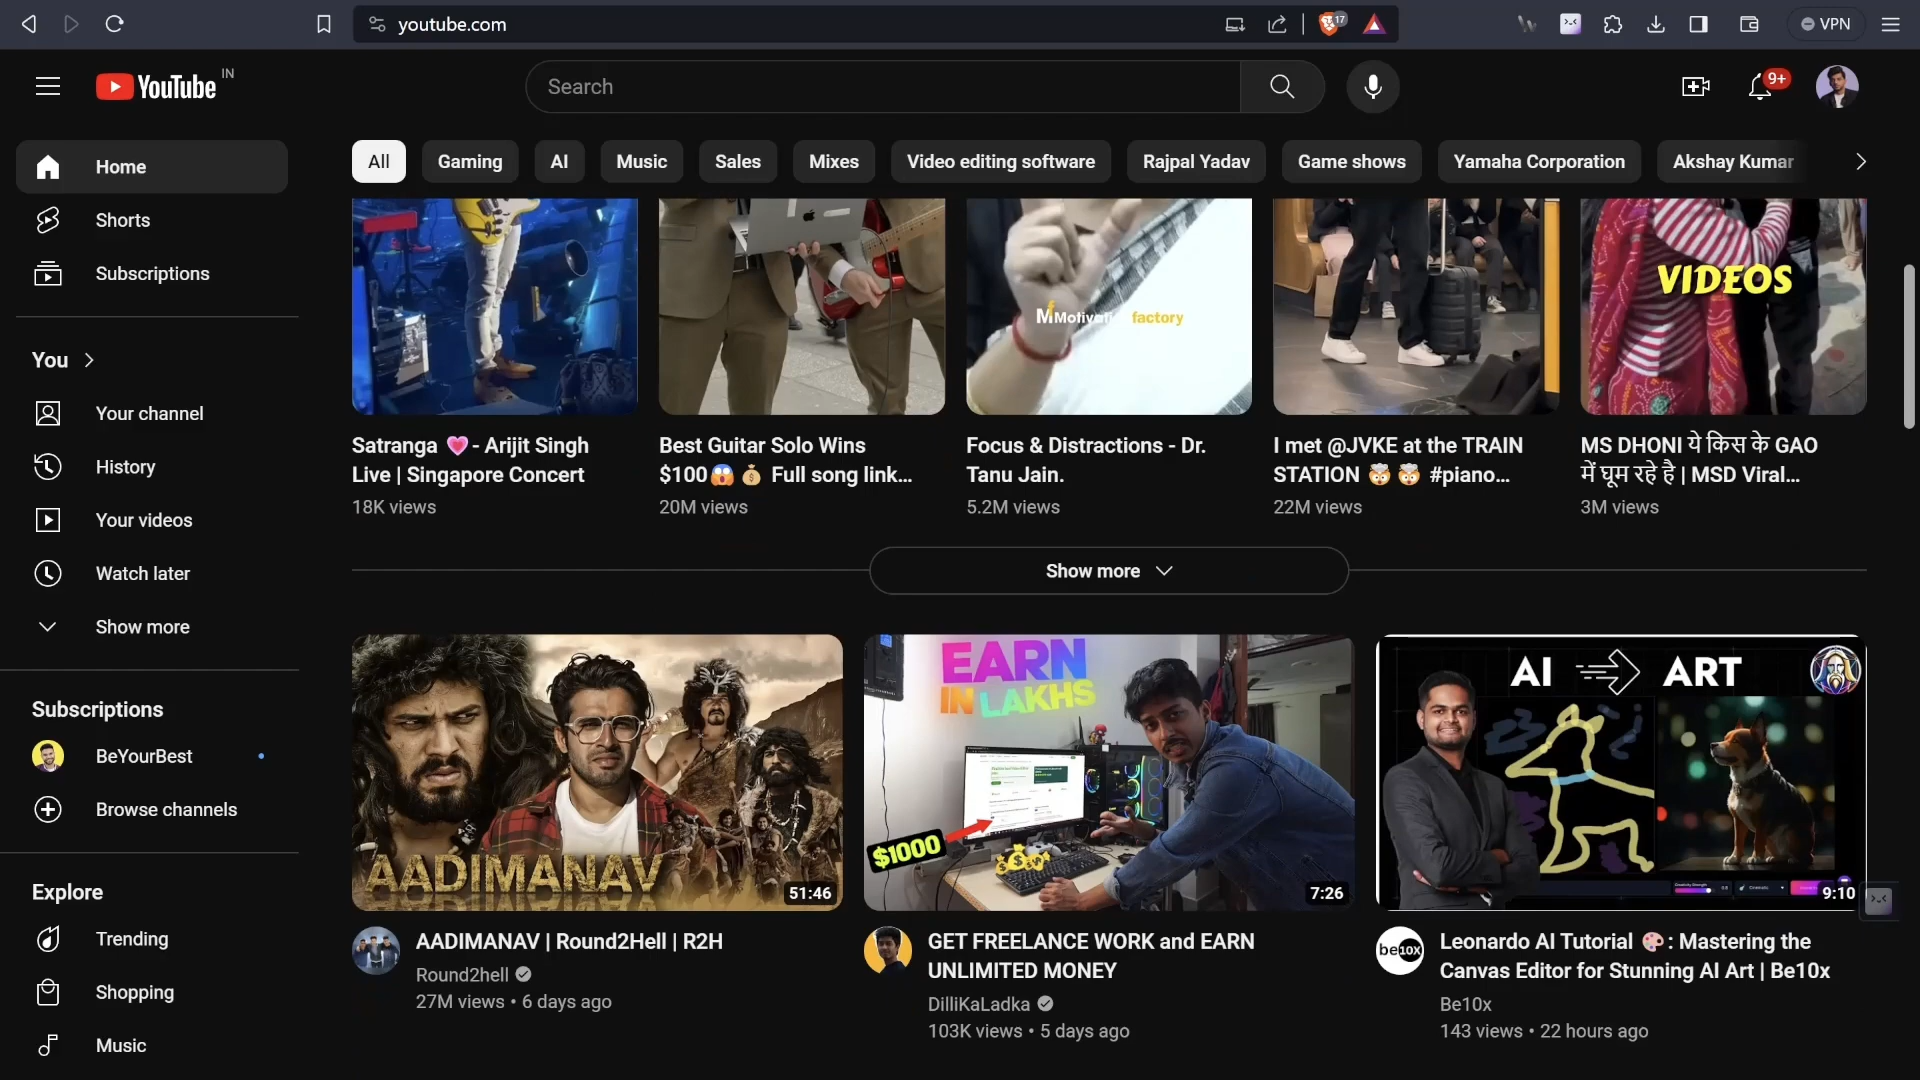 youtube.com
17
VPN
YouTube IN
Search
9+
Home
Shorts
Subscriptions
You
Your channel
History
Your videos
Watch later
Show more
Subscriptions
BeYourBest
Browse channels
Explore
Trending
Shopping
Music
All
Gaming
AI
Music
Sales
Mixes
Video editing software
Rajpal Yadav
Game shows
Yamaha Corporation
Akshay Kumar
factory
VIDEOS
Satranga 💗- Arijit Singh
Live | Singapore Concert
18K views
Best Guitar Solo Wins
$100😱💰 Full song link...
20M views
Focus & Distractions - Dr.
Tanu Jain.
5.2M views
I met @JVKE at the TRAIN
STATION 🤯🤯 #piano...
22M views
MS DHONI ये किस के GAO
में घूम रहे है | MSD Viral...
3M views
Show more
AADIMANAV
51:46
AADIMANAV | Round2Hell | R2H
Round2hell
27M views • 6 days ago
EARN
IN LAKHS
$1000
7:26
GET FREELANCE WORK and EARN
UNLIMITED MONEY
DilliKaLadka
103K views • 5 days ago
AI ART
9:10
be10x
Leonardo AI Tutorial 🎨: Mastering the
Canvas Editor for Stunning AI Art | Be10x
Be10x
143 views • 22 hours ago